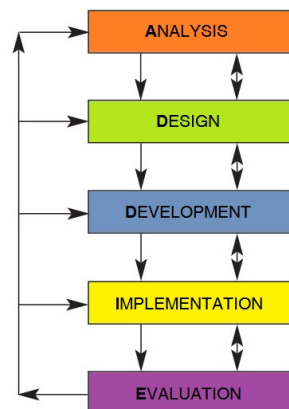 ANALYSIS
DESIGN
DEVELOPMENT
IMPLEMENTATION
EVALUATION